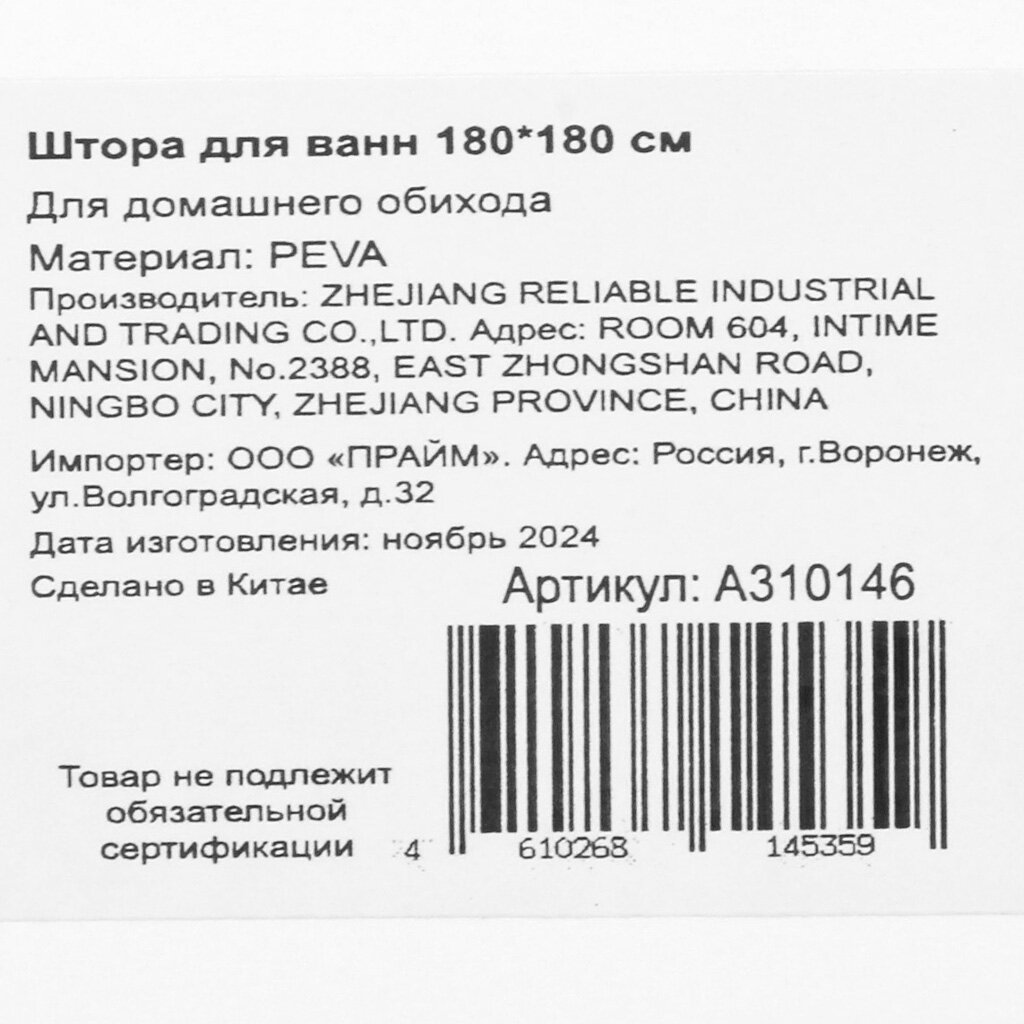 Штора для ванн 180*180 см
Для домашнего обихода
Материал: PEVA
Производитель: ZHEJIANG RELIABLE INDUSTRIAL
AND TRADING CO.,LTD. Адрес: ROOM 604, INTIME
MANSION, No.2388, EAST ZHONGSHAN ROAD,
NINGBO CITY, ZHEJIANG PROVINCE, CHINA
Импортер: ООО «ПРАЙМ». Адрес: Россия, г.Воронеж,
ул.Волгоградская, д.32
Дата изготовления: ноябрь 2024
Сделано в Китае
Артикул: А310146
Товар не подлежит
обязательной
сертификации
4 610268 145359